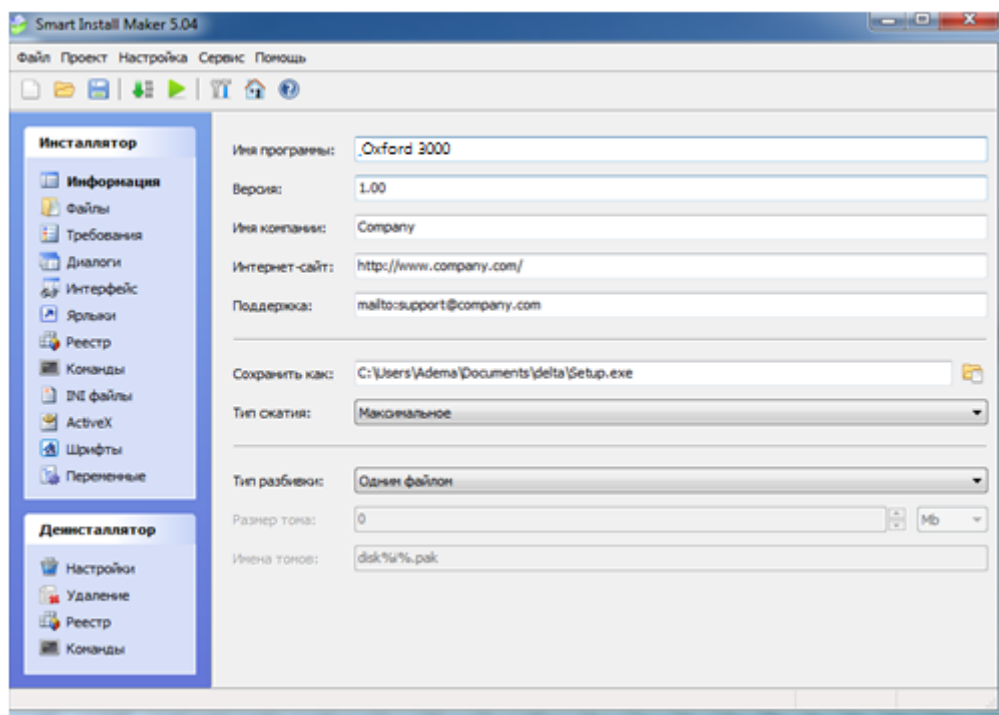 Smart Install Maker 5.04
Файл Проект Настройка Сервис Помощь
Инсталлятор
Информация
Файлы
Требования
Диалоги
Интерфейс
Ярлыки
Реестр
Команды
INI файлы
ActiveX
Шрифты
Переменные
Деинсталлятор
Настройки
Удаление
Реестр
Команды
Имя программы: Oxford 3000
Версия: 1.00
Имя компании: Company
Интернет-сайт: http://www.company.com/
Поддержка: mailto:support@company.com
Сохранить как: C:\Users\Adema\Documents\delta\Setup.exe
Тип сжатия: Максимальное
Тип разбивки: Одним файлом
Размер тома: 0 Mb
Имена томов: disk%i%.pak